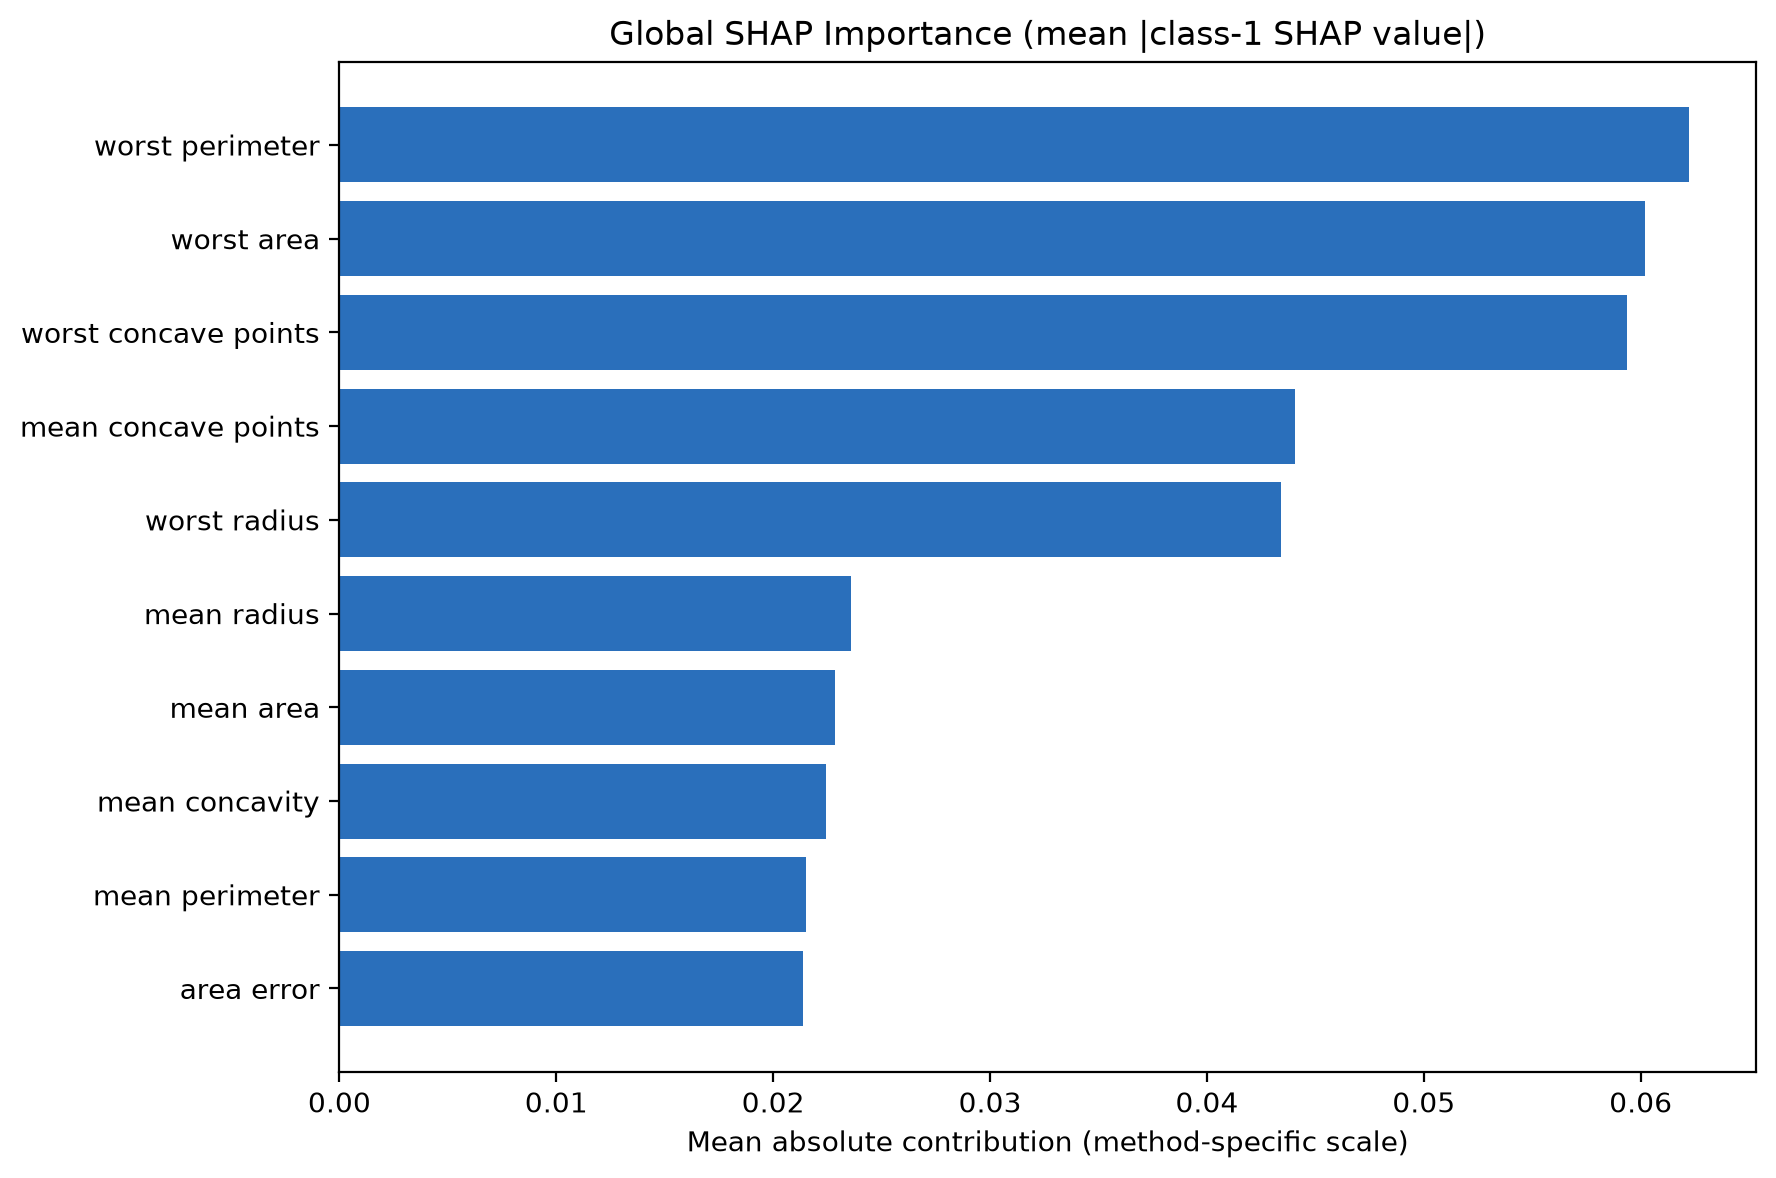 Global SHAP Importance (mean |class-1 SHAP value|)
worst perimeter
worst area
worst concave points
mean concave points
worst radius
mean radius
mean area
mean concavity
mean perimeter
area error
0.00 0.01 0.02 0.03 0.04 0.05 0.06
Mean absolute contribution (method-specific scale)